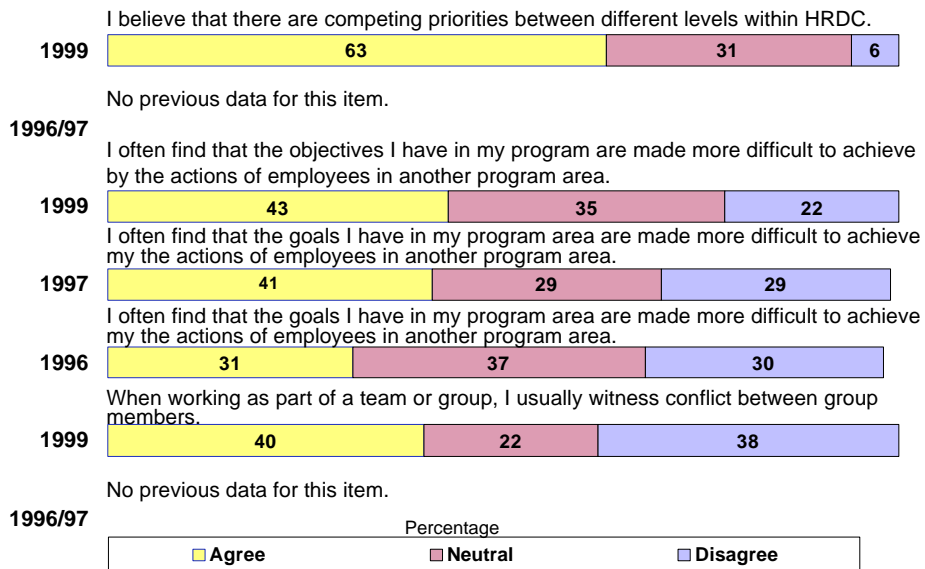 I believe that there are competing priorities between different levels within HRDC.
1999 63 31 6
No previous data for this item.
1996/97
I often find that the objectives I have in my program are made more difficult to achieve
by the actions of employees in another program area.
1999 43 35 22
I often find that the goals I have in my program area are made more difficult to achieve
my the actions of employees in another program area.
1997 41 29 29
I often find that the goals I have in my program area are made more difficult to achieve
my the actions of employees in another program area.
1996 31 37 30
When working as part of a team or group, I usually witness conflict between group
members.
1999 40 22 38
No previous data for this item.
1996/97
Percentage
Agree Neutral Disagree